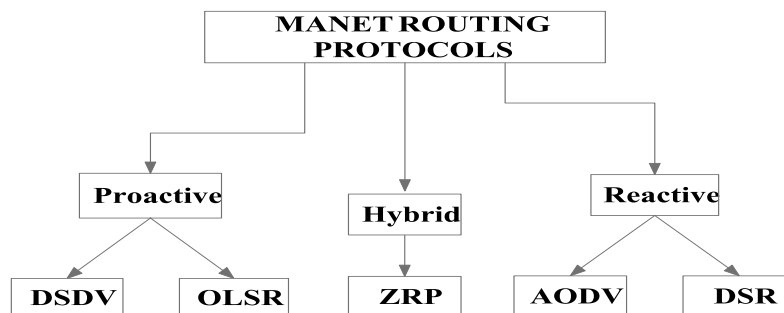 MANET ROUTING
PROTOCOLS
Proactive
Hybrid
Reactive
DSDV
OLSR
ZRP
AODV
DSR